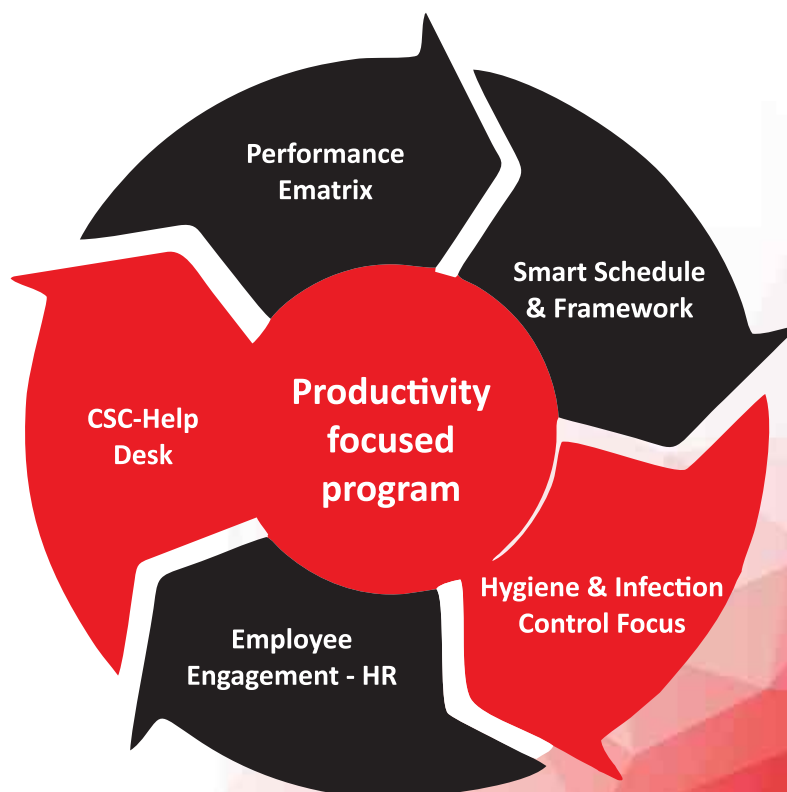 Performance
Ematrix
Smart Schedule
& Framework
Hygiene & Infection
Control Focus
Employee
Engagement - HR
CSC-Help
Desk
Productivity
focused
program